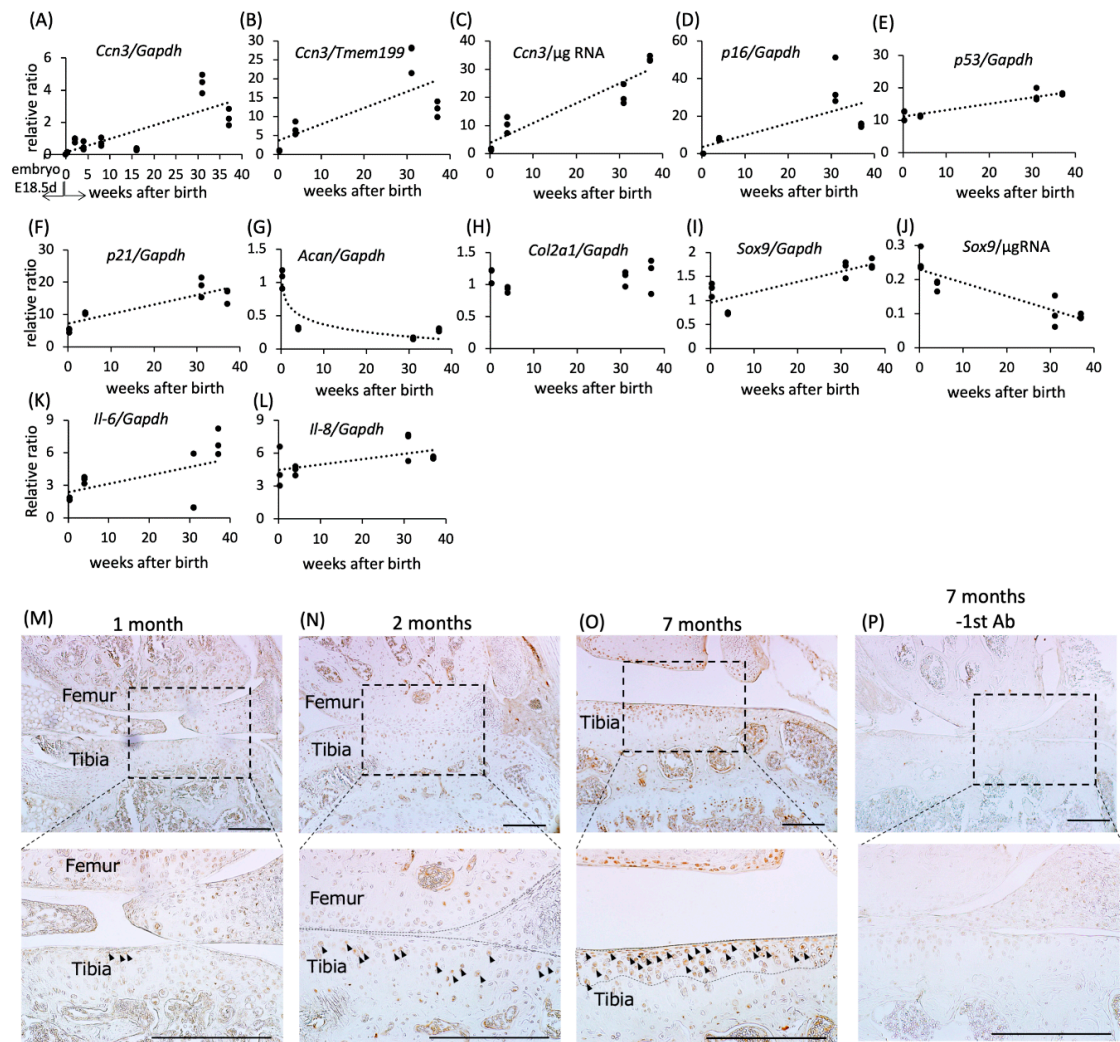 (A)
Ccn3/Gapdh
relative ratio
6
4
2
0
0 5 10 15 20 25 30 35 40
embryo
E18.5d
weeks after birth
(B)
Ccn3/Tmem199
30
25
20
15
10
5
0
0 10 20 30 40
weeks after birth
(C)
Ccn3/μg RNA
40
30
20
10
0
0 10 20 30 40
weeks after birth
(D)
p16/Gapdh
60
40
20
0
0 10 20 30 40
weeks after birth
(E)
p53/Gapdh
30
20
10
0
0 10 20 30 40
weeks after birth
(F)
p21/Gapdh
relative ratio
30
20
10
0
0 10 20 30 40
weeks after birth
(G)
Acan/Gapdh
1.5
1
0.5
0
0 10 20 30 40
weeks after birth
(H)
Col2a1/Gapdh
1.5
1
0.5
0
0 10 20 30 40
weeks after birth
(I)
Sox9/Gapdh
2
1.5
1
0.5
0
0 10 20 30 40
weeks after birth
(J)
Sox9/μgRNA
0.3
0.2
0.1
0
0 10 20 30 40
weeks after birth
(K)
Il-6/Gapdh
Relative ratio
9
6
3
0
0 10 20 30 40
weeks after birth
(L)
Il-8/Gapdh
9
6
3
0
0 10 20 30 40
weeks after birth
(M)
1 month
Femur
Tibia
Femur
Tibia
(N)
2 months
Femur
Tibia
Femur
Tibia
(O)
7 months
Tibia
Tibia
(P)
7 months
-1st Ab